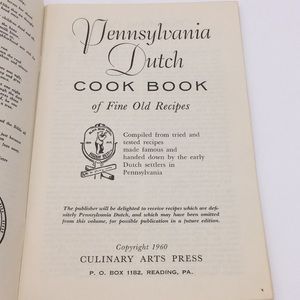 Pennsylvania
Dutch
COOK BOOK
of Fine Old Recipes
Compiled from tried and
tested recipes
made famous and
handed down by the early
Dutch settlers in
Pennsylvania
The publisher will be delighted to receive recipes which are defi-
nitely Pennsylvania Dutch, and which may have been omitted
from this volume, for possible publication in a future edition.
Copyright 1960
CULINARY ARTS PRESS
P. O. BOX 1182, READING, PA.